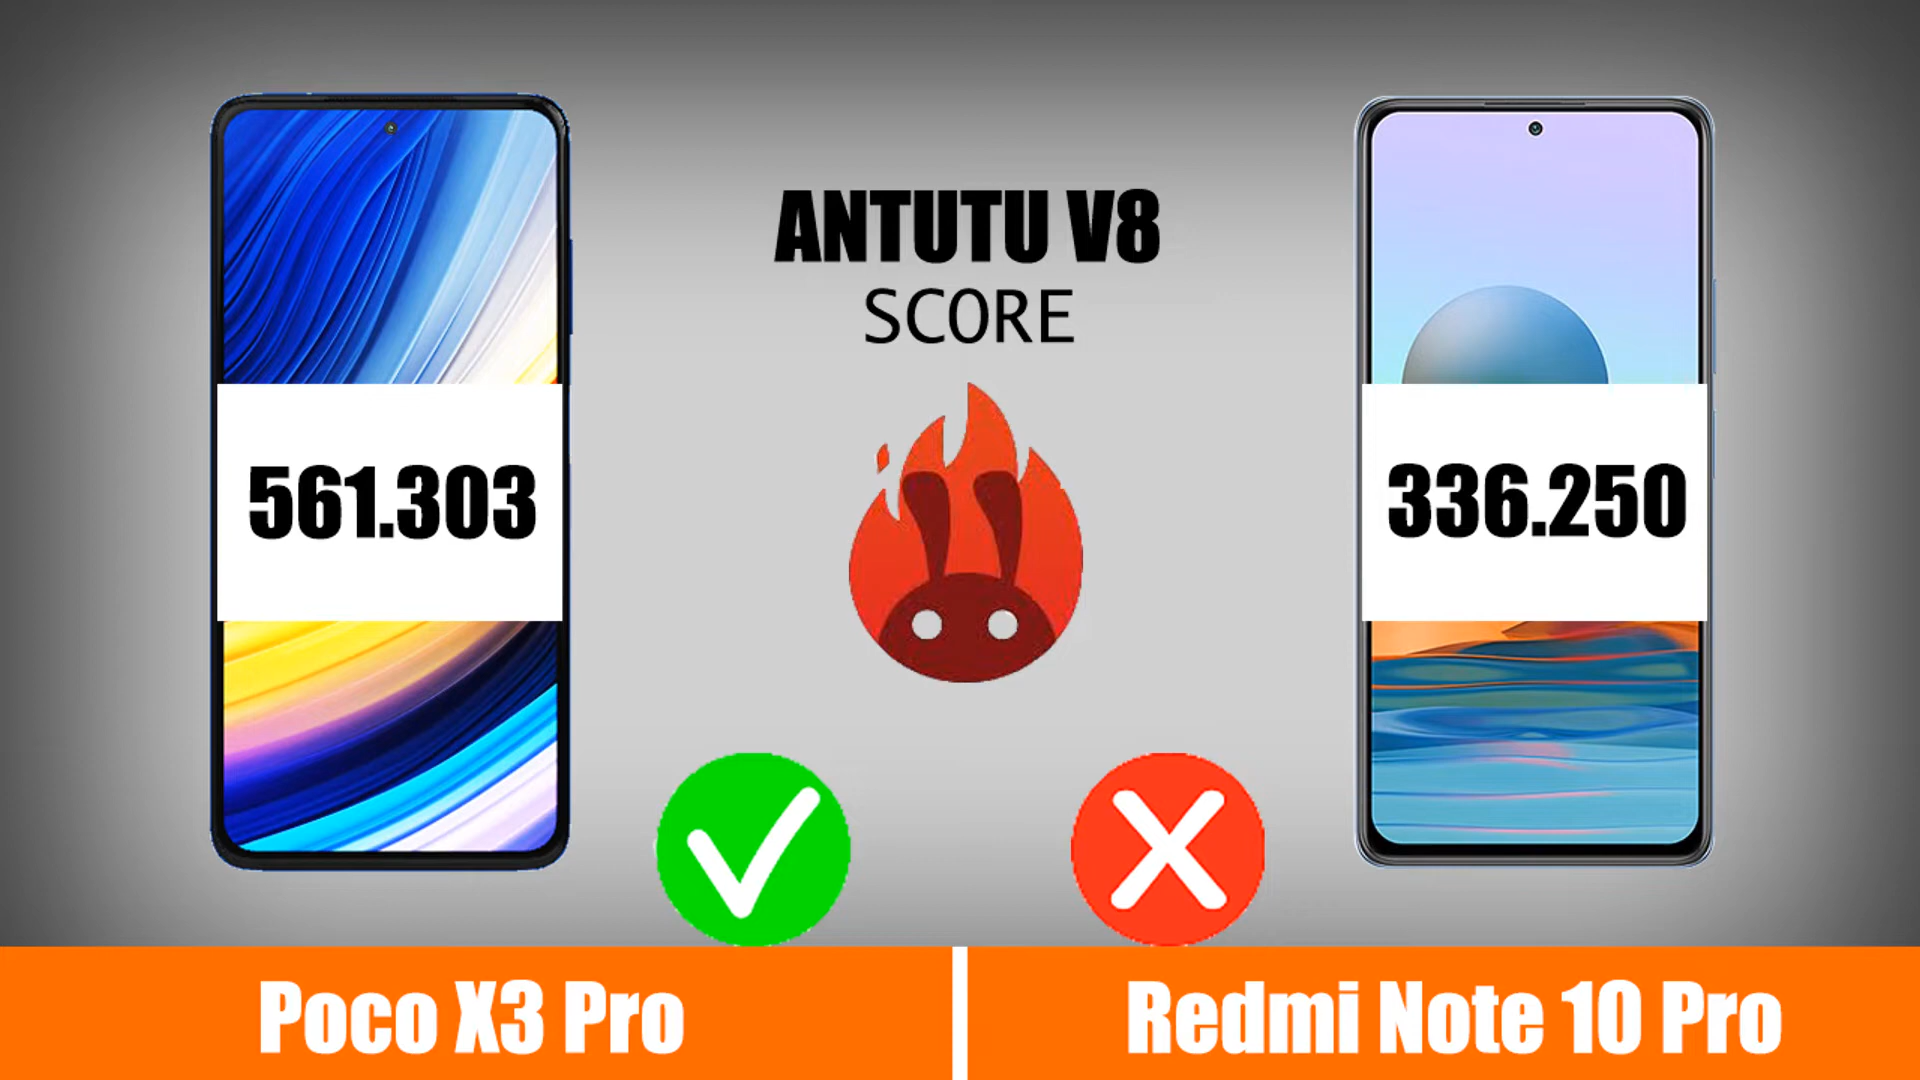 ANTUTU V8
SCORE
561.303
336.250
Poco X3 Pro
Redmi Note 10 Pro